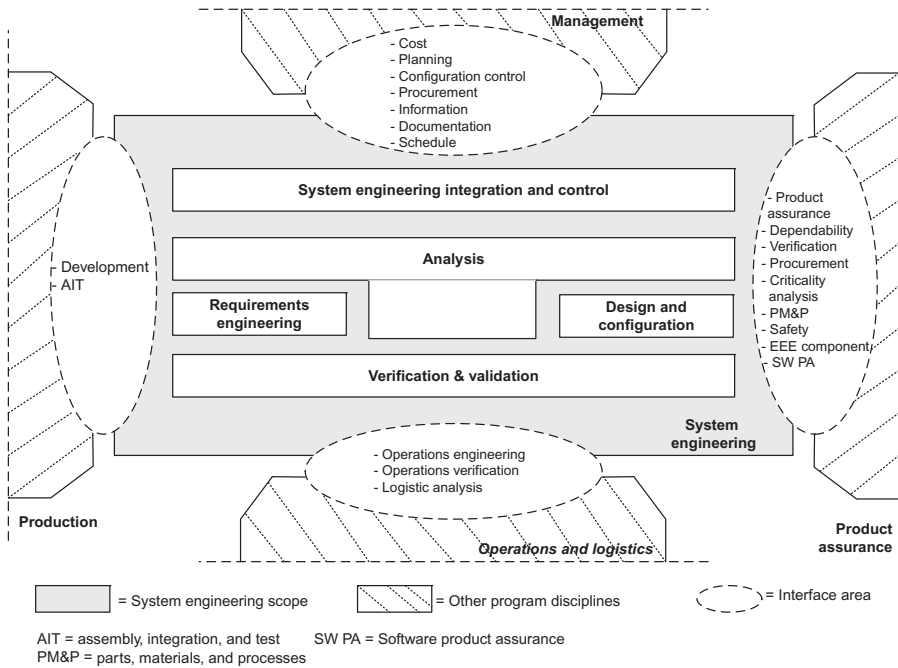 Management
- Cost
- Planning
- Configuration control
- Procurement
- Information
- Documentation
- Schedule
System engineering integration and control
Analysis
Requirements
engineering
Design and
configuration
Verification & validation
System
engineering
- Development
- AIT
- Product
assurance
- Dependability
- Verification
- Procurement
- Criticality
analysis
- PM&P
- Safety
- EEE component
- SW PA
- Operations engineering
- Operations verification
- Logistic analysis
Production
Operations and logistics
Product
assurance
= System engineering scope
= Other program disciplines
= Interface area
AIT = assembly, integration, and test
SW PA = Software product assurance
PM&P = parts, materials, and processes